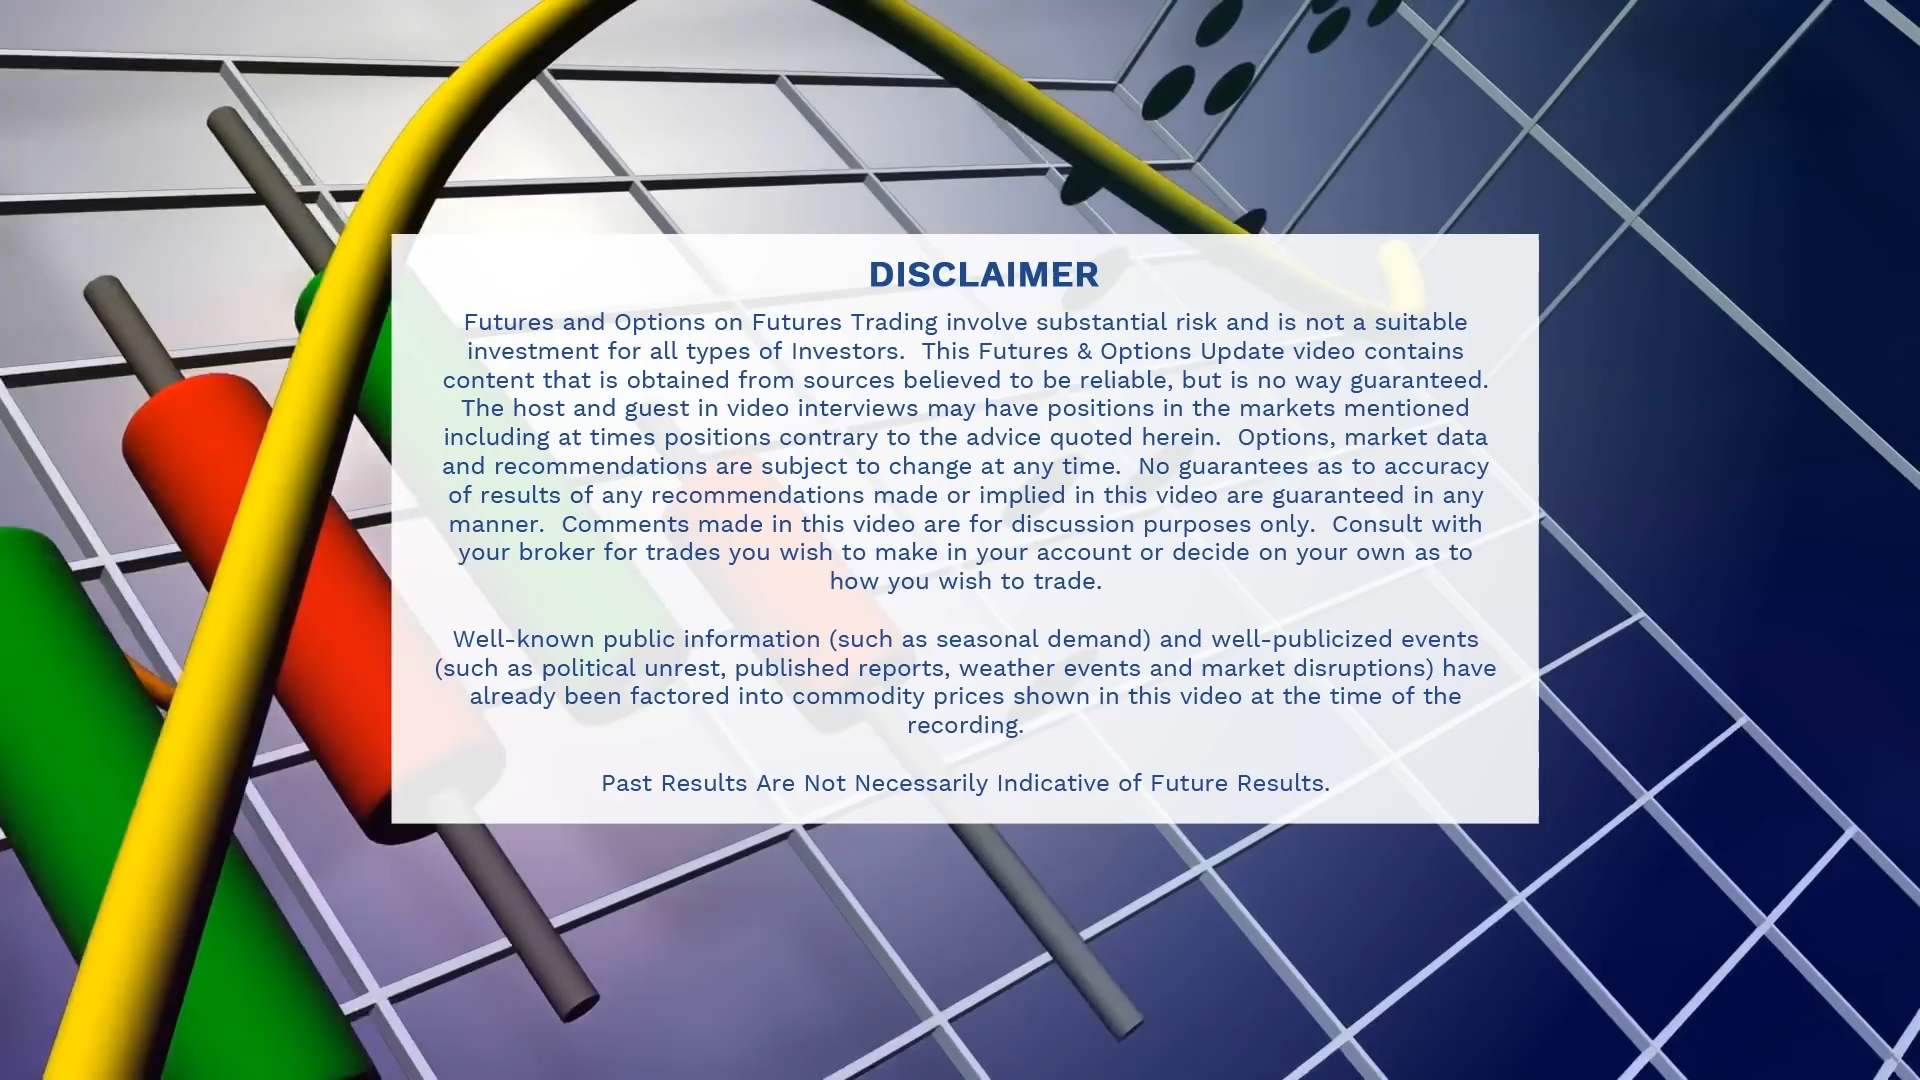 DISCLAIMER
Futures and Options on Futures Trading involve substantial risk and is not a suitable
investment for all types of Investors.  This Futures & Options Update video contains
content that is obtained from sources believed to be reliable, but is no way guaranteed.
The host and guest in video interviews may have positions in the markets mentioned
including at times positions contrary to the advice quoted herein.  Options, market data
and recommendations are subject to change at any time.  No guarantees as to accuracy
of results of any recommendations made or implied in this video are guaranteed in any
manner.  Comments made in this video are for discussion purposes only.  Consult with
your broker for trades you wish to make in your account or decide on your own as to
how you wish to trade.
Well-known public information (such as seasonal demand) and well-publicized events
(such as political unrest, published reports, weather events and market disruptions) have
already been factored into commodity prices shown in this video at the time of the
recording.
Past Results Are Not Necessarily Indicative of Future Results.